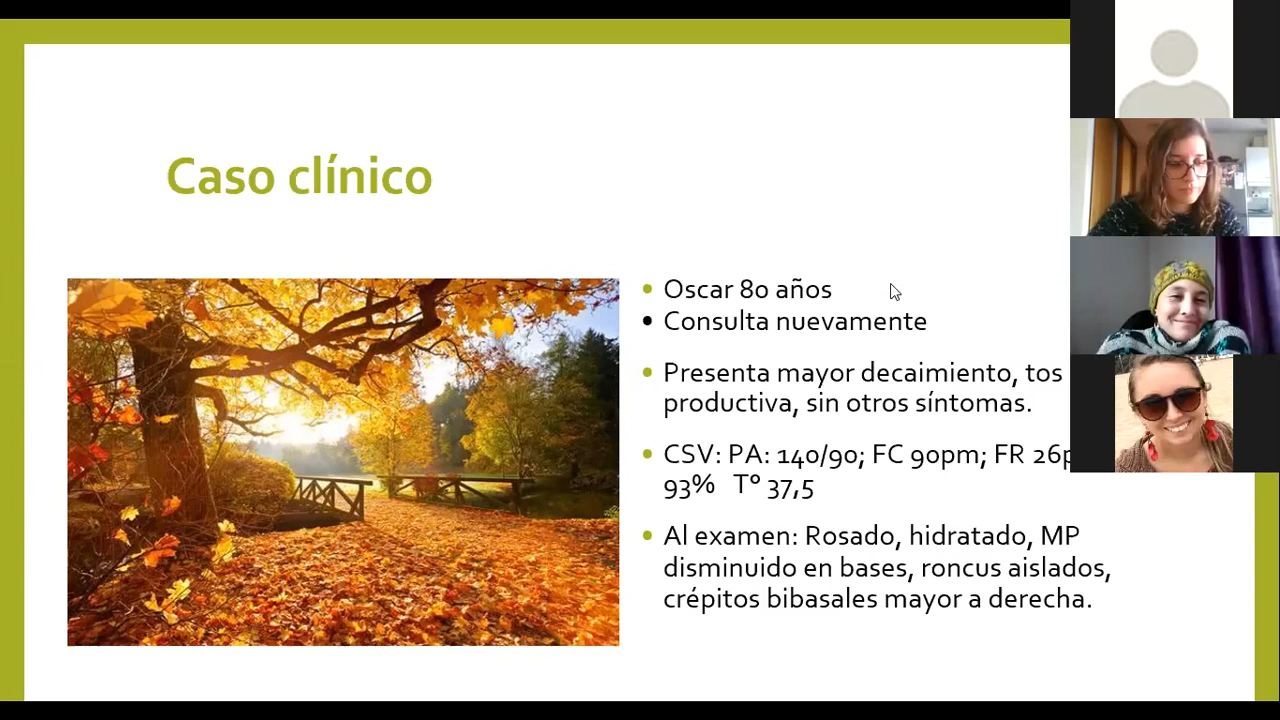 Caso clínico
Oscar 80 años
Consulta nuevamente
Presenta mayor decaimiento, tos
productiva, sin otros síntomas.
CSV: PA: 140/90; FC 90pm; FR
93% T° 37,5
Al examen: Rosado, hidratado, MP
disminuido en bases, roncus aislados,
crépitos bibasales mayor a derecha.